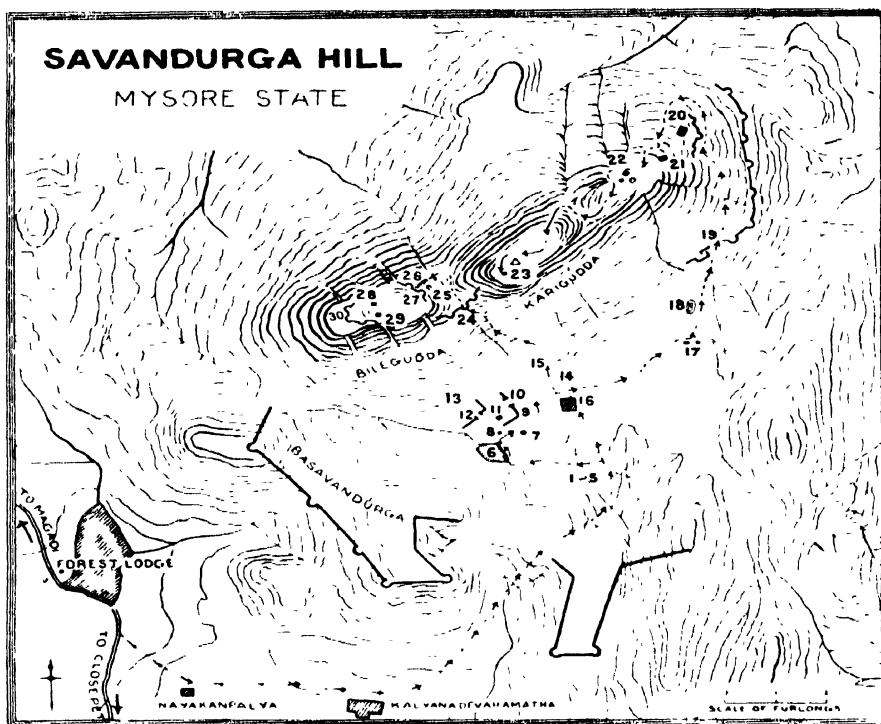 SAVANDURGA HILL
MYSORE STATE
20
22
21
6
19
23
KARIGUDDA
26
25
28
27
18
30
29
24
BILEGUDDA
17
15
14
13
10
16
11
12
9
8
7
6
1-5
BASAVANDURGA
TO MAGADI
FOREST LODGE
TO CLOSEPET
NAYAKANPALYA
KALYANADEVARAMATHA
SCALE OF FURLONGS